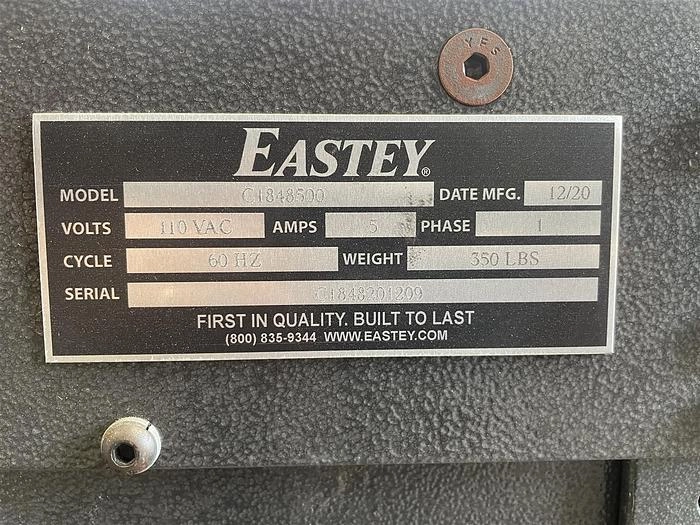 YFS
EASTEY®
MODEL C1848500 DATE MFG. 12/20
VOLTS 110 VAC AMPS 5 PHASE 1
CYCLE 60 HZ WEIGHT 350 LBS
SERIAL C1848201209
FIRST IN QUALITY. BUILT TO LAST
(800) 835-9344 WWW.EASTEY.COM